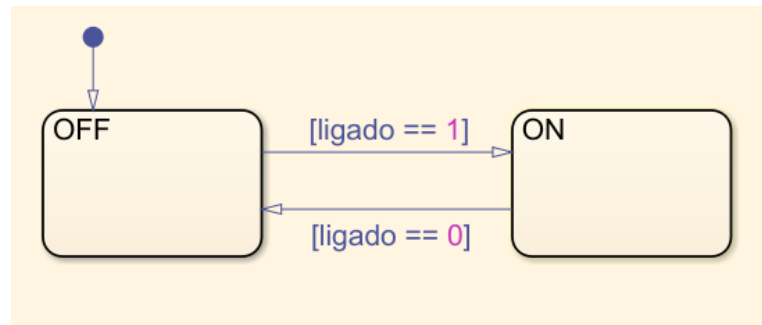 OFF
[ligado == 1]
ON
[ligado == 0]